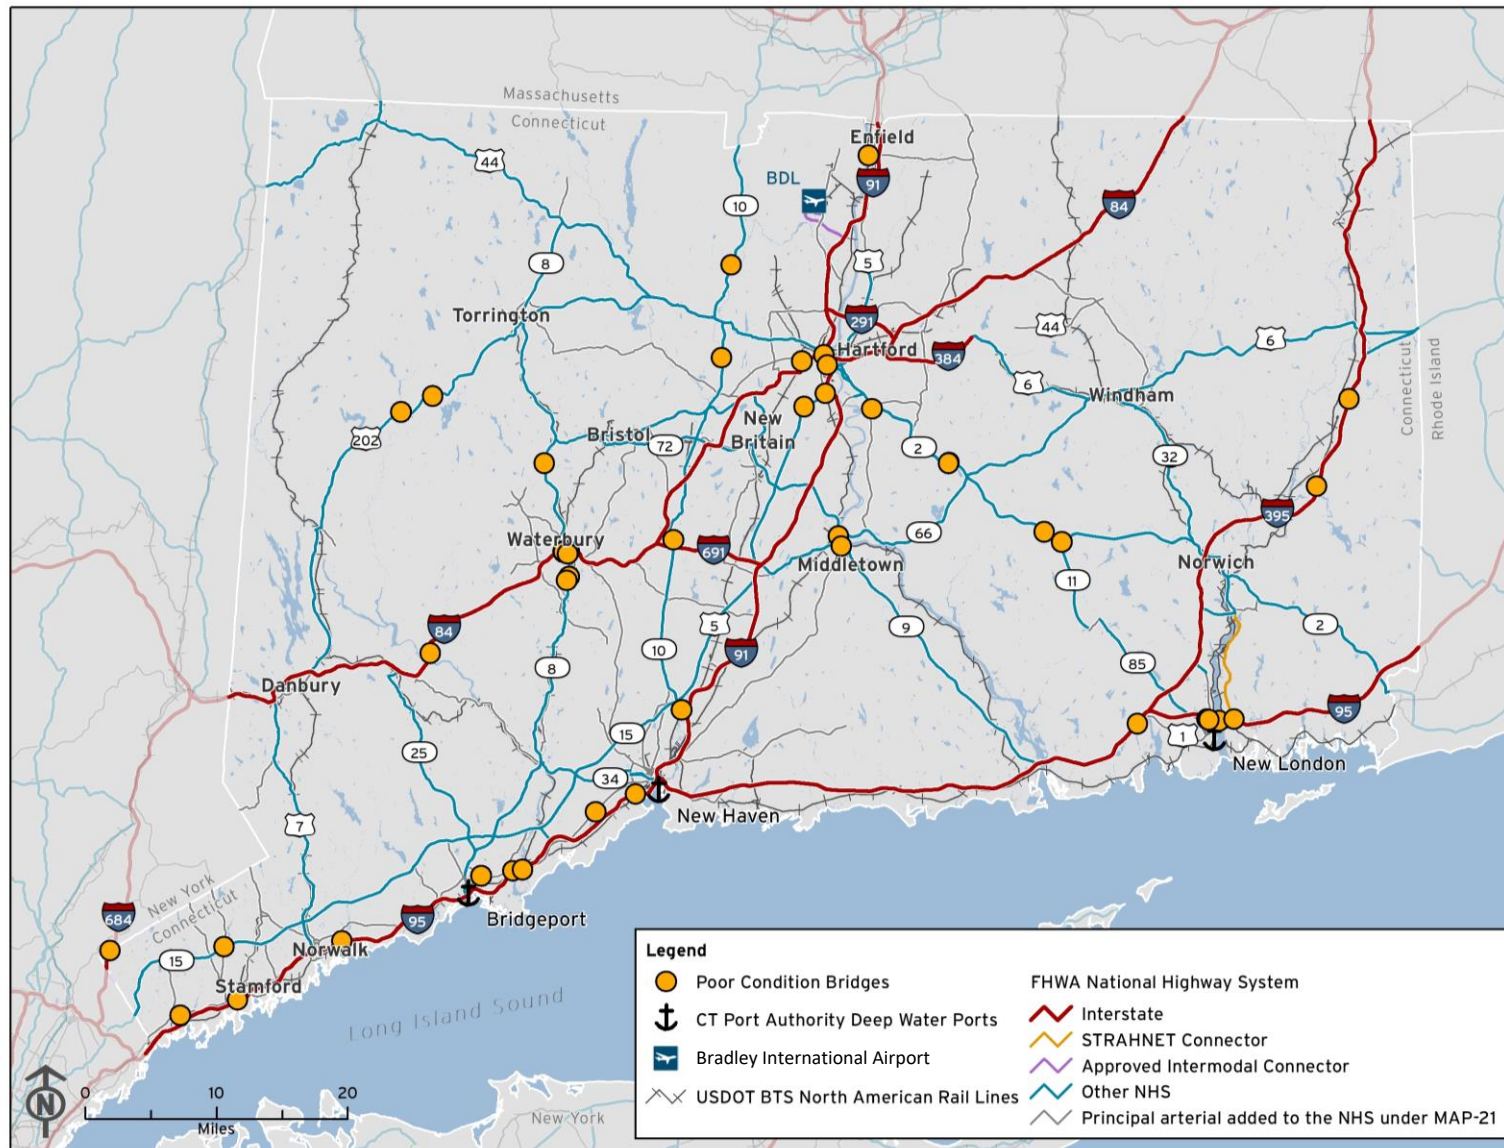 Massachusetts
Connecticut
Enfield
44
BDL
91
10
84
8
5
Torrington
291
44
Hartford
384
6
6
Connecticut
Rhode Island
Windham
202
Bristol
72
New
Britain
2
32
395
Waterbury
691
66
Middletown
Norwich
11
84
5
9
2
10
91
8
85
Danbury
95
15
1
25
New London
34
New Haven
7
New York
Connecticut
684
95
Bridgeport
15
Norwalk
Stamford
Long Island Sound
New York
N
0 10 20
Miles
Legend
Poor Condition Bridges
CT Port Authority Deep Water Ports
Bradley International Airport
USDOT BTS North American Rail Lines
FHWA National Highway System
Interstate
STRAHNET Connector
Approved Intermodal Connector
Other NHS
Principal arterial added to the NHS under MAP-21